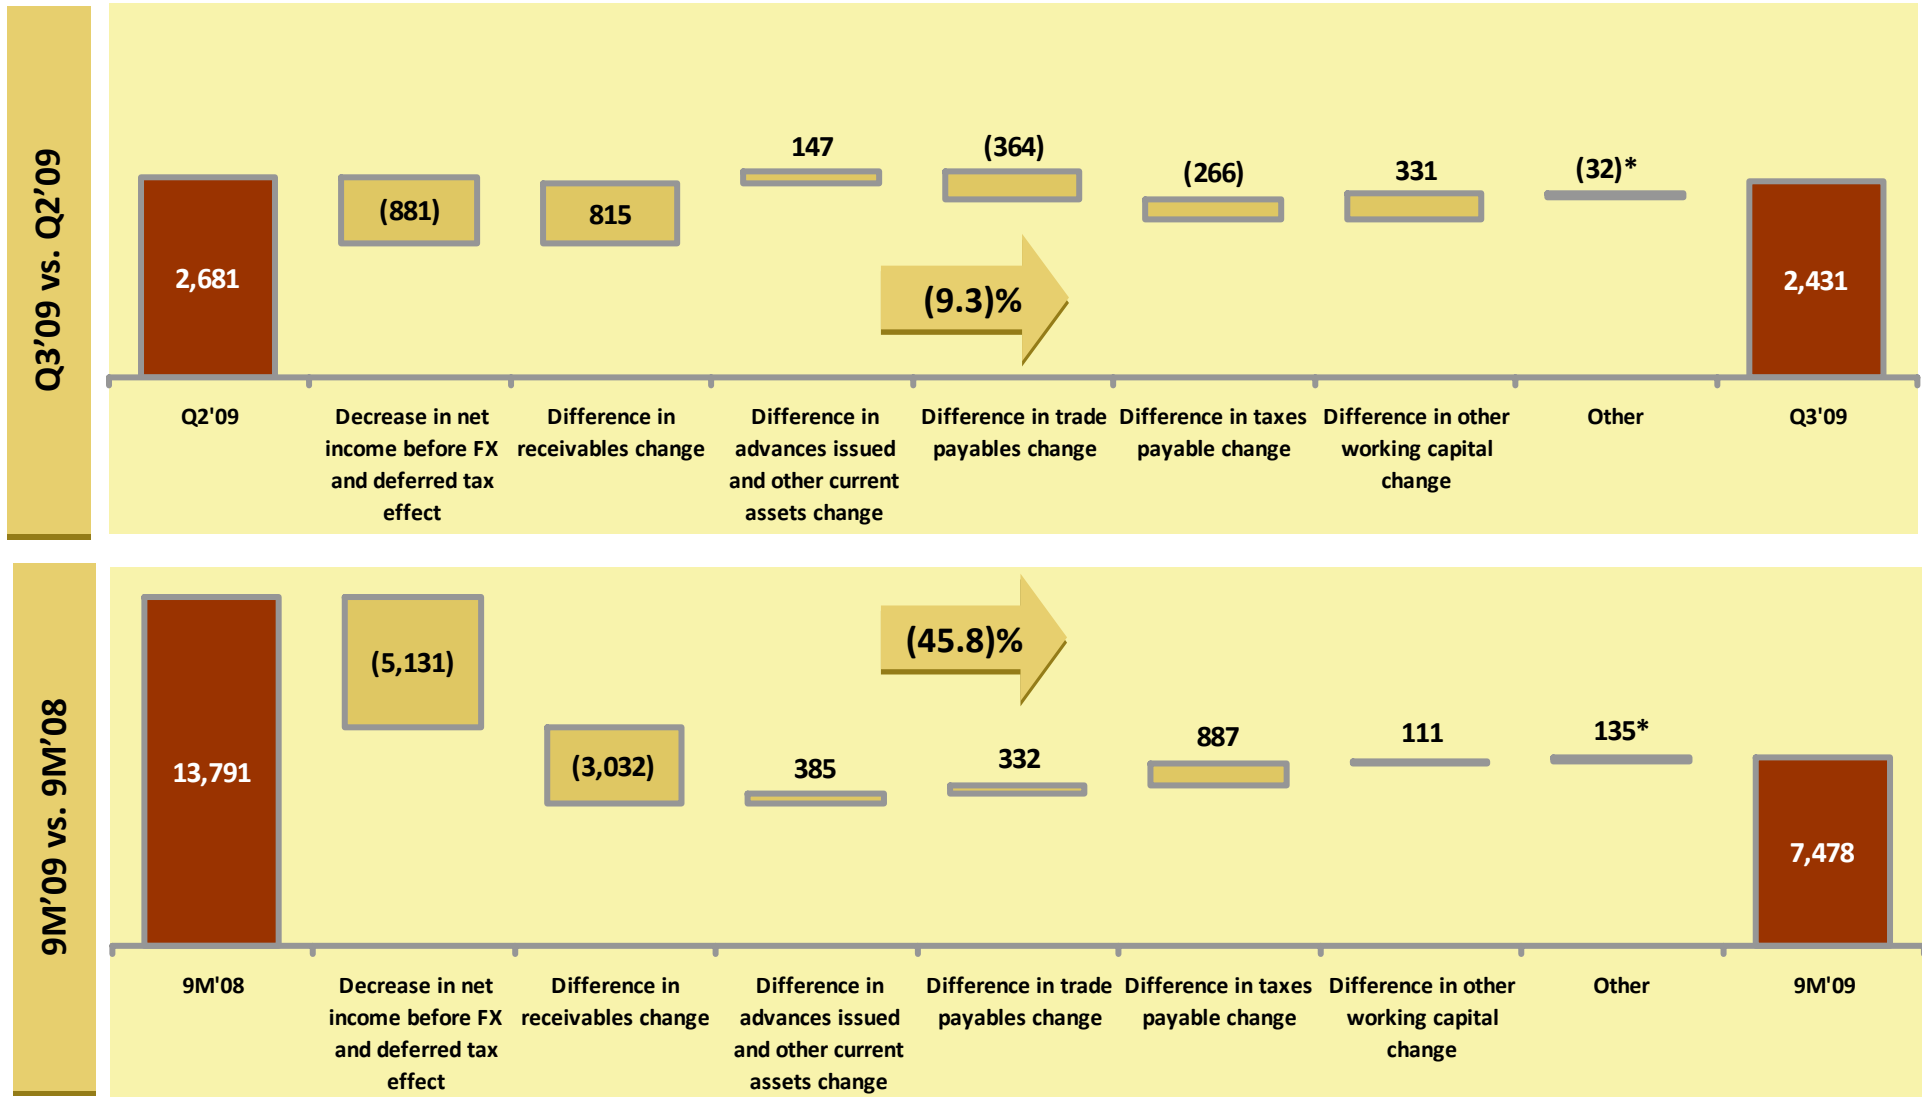 Q3’09 vs. Q2’09
147
(364)
(266)
331
(32)*
(881)
815
2,681
(9.3)%
2,431
Q2'09
Decrease in net
income before FX
and deferred tax
effect
Difference in
receivables change
Difference in
advances issued
and other current
assets change
Difference in trade
payables change
Difference in taxes
payable change
Difference in other
working capital
change
Other
Q3'09
9M’09 vs. 9M’08
(45.8)%
(5,131)
13,791
(3,032)
385
332
887
111
135*
7,478
9M'08
Decrease in net
income before FX
and deferred tax
effect
Difference in
receivables change
Difference in
advances issued
and other current
assets change
Difference in trade
payables change
Difference in taxes
payable change
Difference in other
working capital
change
Other
9M'09